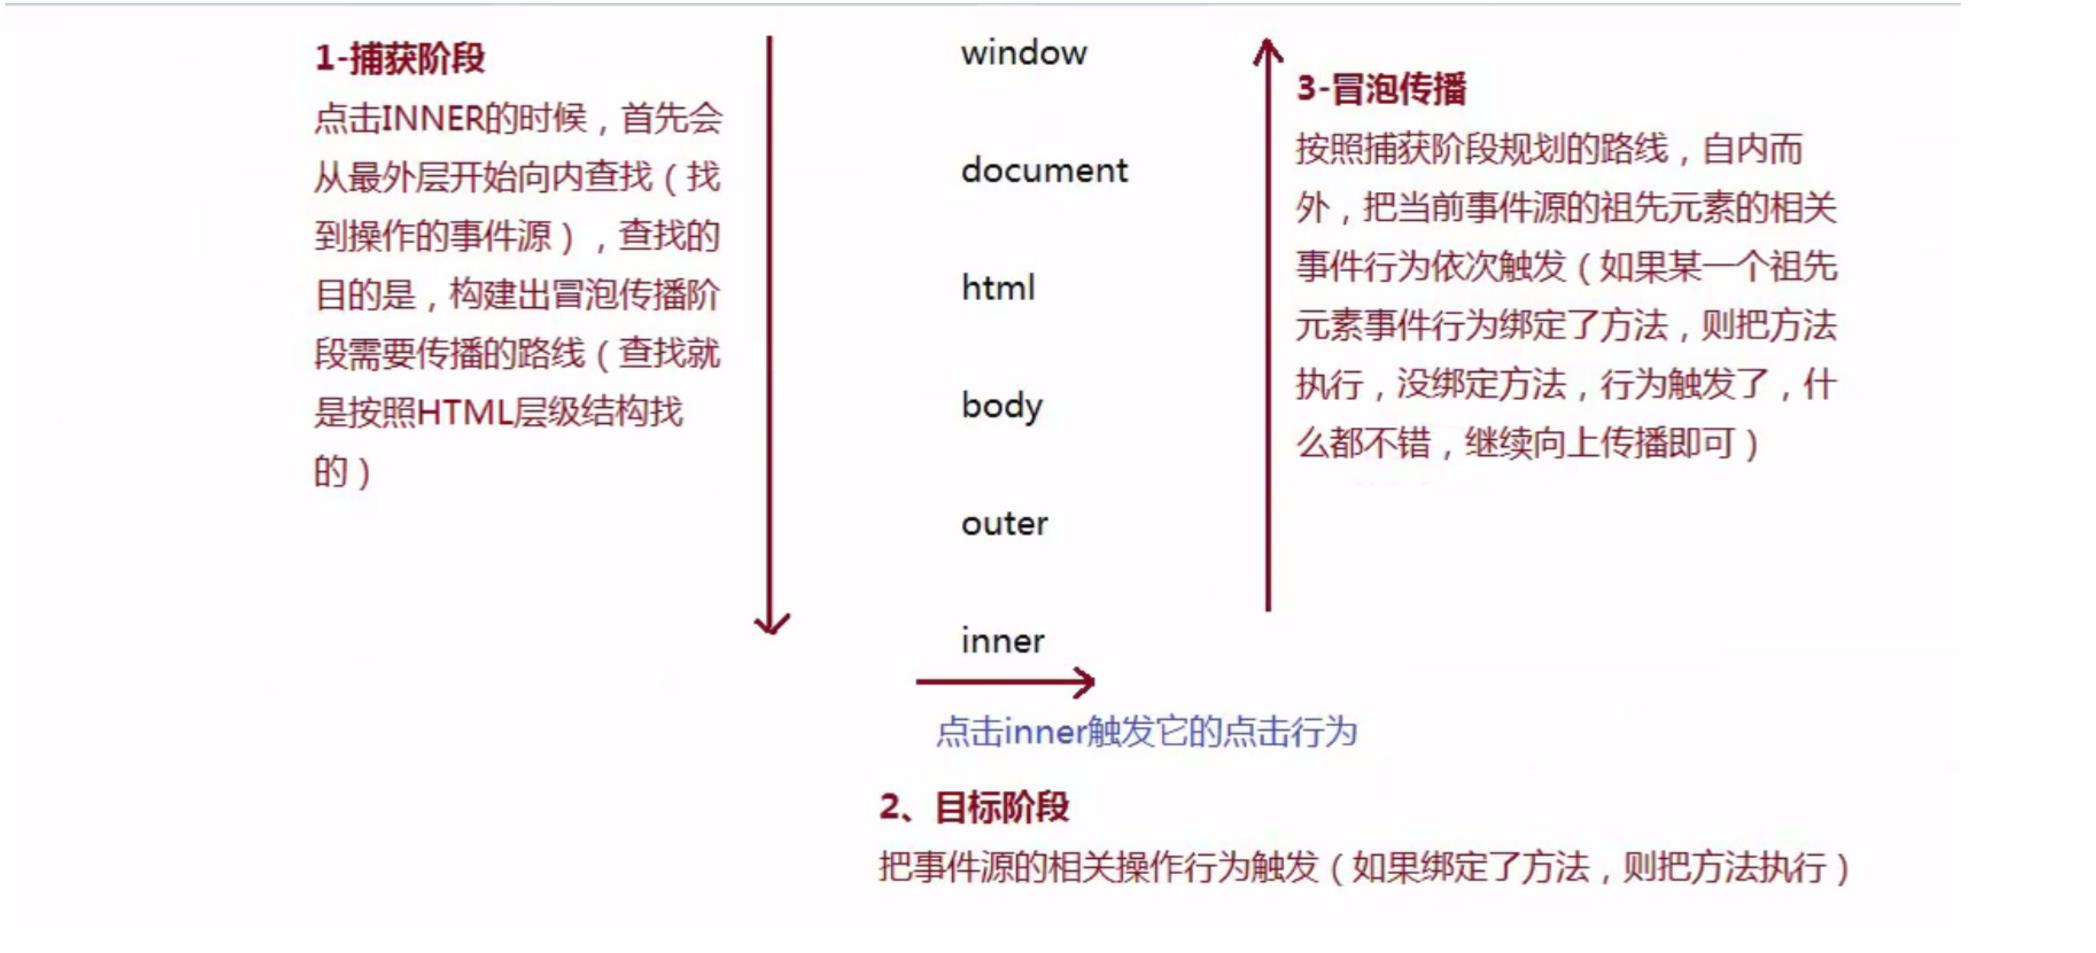 1-捕获阶段
点击INNER的时候，首先会
从最外层开始向内查找（找
到操作的事件源），查找的
目的是，构建出冒泡传播阶
段需要传播的路线（查找就
是按照HTML层级结构找
的）
window
document
html
body
outer
inner
点击inner触发它的点击行为
2、目标阶段
把事件源的相关操作行为触发（如果绑定了方法，则把方法执行）
3-冒泡传播
按照捕获阶段规划的路线，自内而
外，把当前事件源的祖先元素的相关
事件行为依次触发（如果某一个祖先
元素事件行为绑定了方法，则把方法
执行，没绑定方法，行为触发了，什
么都不错，继续向上传播即可）